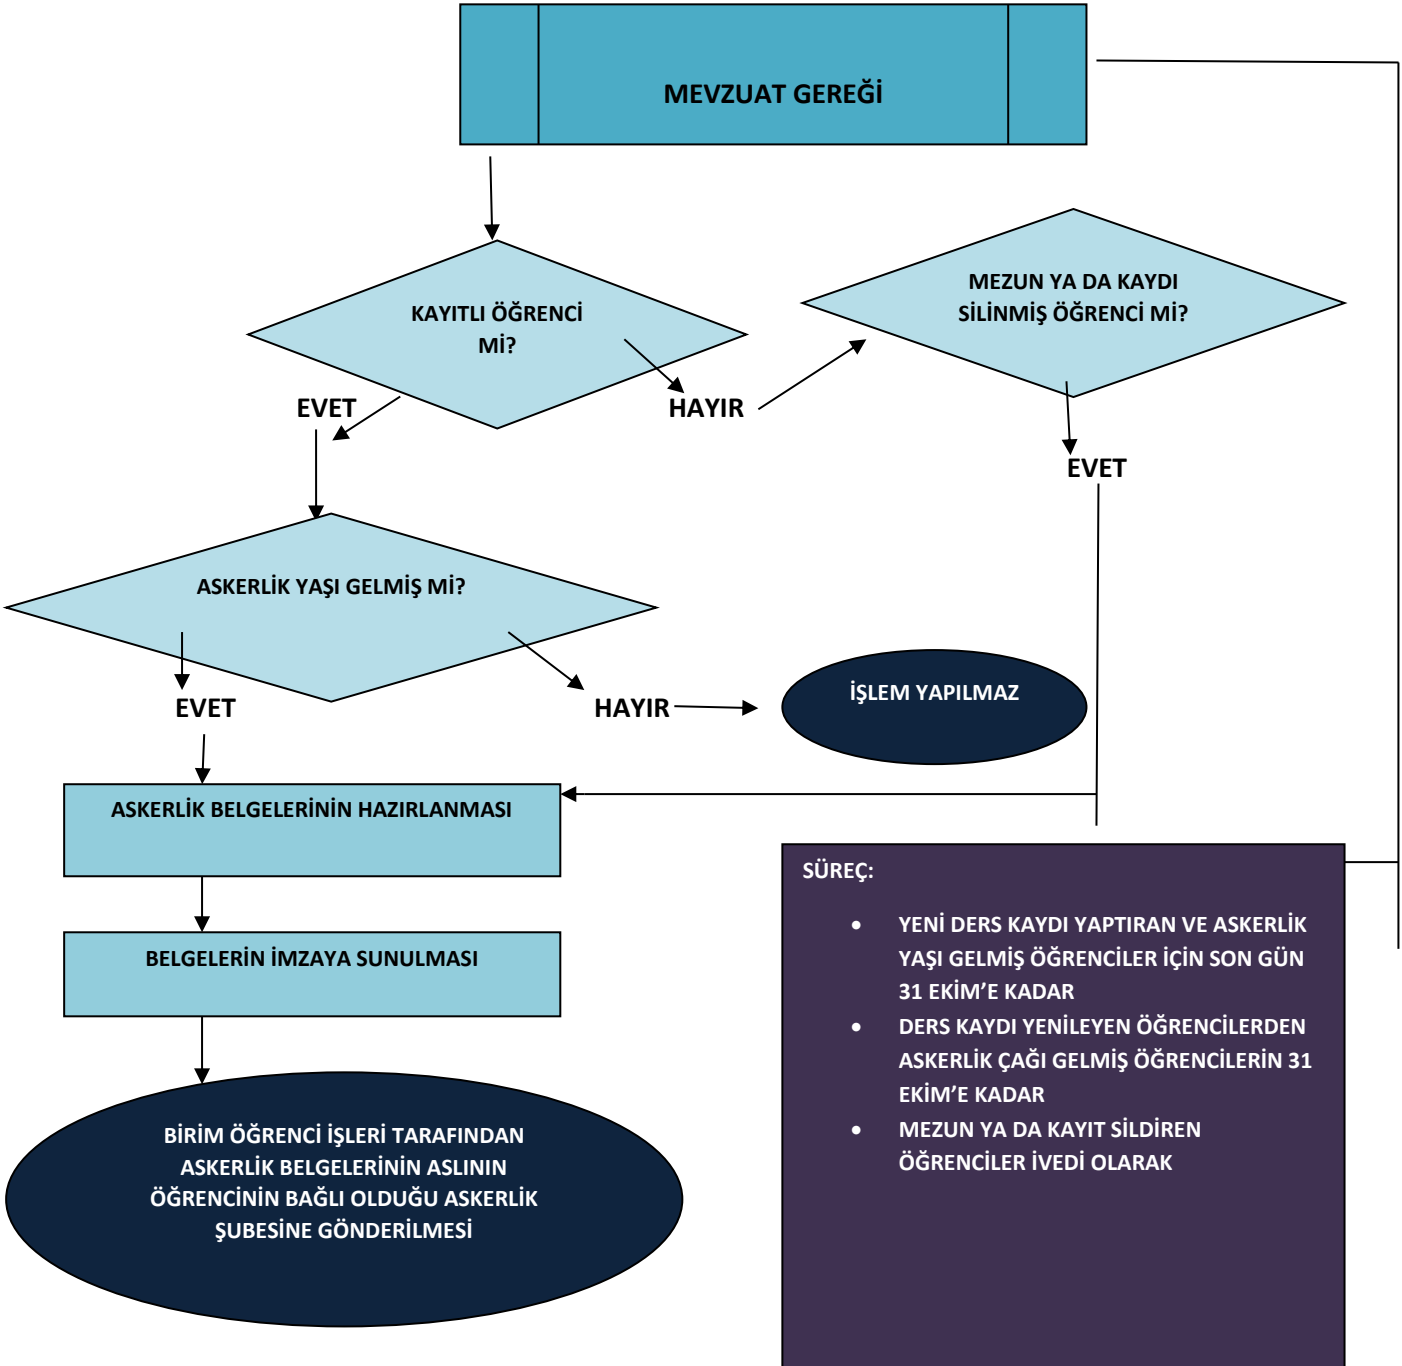 MEVZUAT GEREĞİ
KAYITLI ÖĞRENCİ
Mİ?
MEZUN YA DA KAYDI
SİLİNMİŞ ÖĞRENCİ Mİ?
EVET
HAYIR
EVET
ASKERLİK YAŞI GELMİŞ Mİ?
EVET
HAYIR
İŞLEM YAPILMAZ
ASKERLİK BELGELERİNİN HAZIRLANMASI
BELGELERİN İMZAYA SUNULMASI
BİRİM ÖĞRENCİ İŞLERİ TARAFINDAN
ASKERLİK BELGELERİNİN ASLININ
ÖĞRENCİNİN BAĞLI OLDUĞU ASKERLİK
ŞUBESİNE GÖNDERİLMESİ
SÜREÇ:
• YENİ DERS KAYDI YAPTIRAN VE ASKERLİK
YAŞI GELMİŞ ÖĞRENCİLER İÇİN SON GÜN
31 EKİM’E KADAR
• DERS KAYDI YENİLEYEN ÖĞRENCİLERDEN
ASKERLİK ÇAĞI GELMİŞ ÖĞRENCİLERİN 31
EKİM’E KADAR
• MEZUN YA DA KAYIT SİLDİREN
ÖĞRENCİLER İVEDİ OLARAK